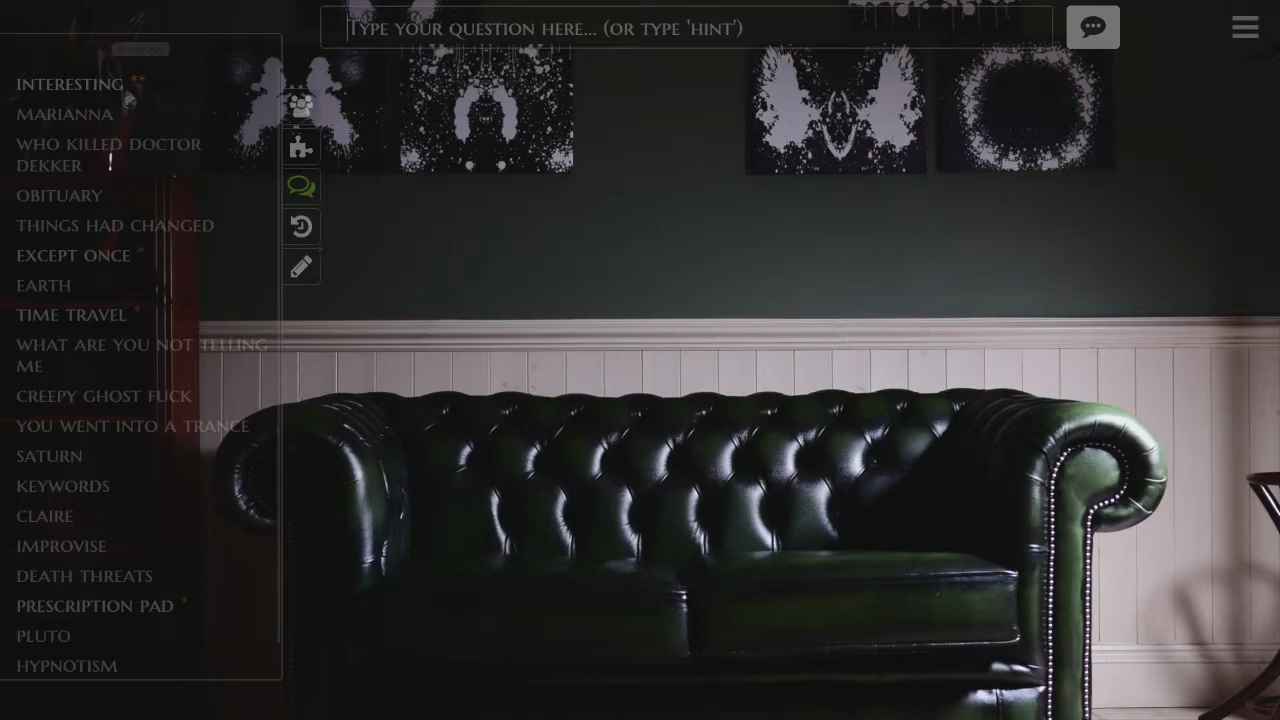 Type your question here... (or type 'hint')
INTERESTING **
MARIANNA
WHO KILLED DOCTOR
DEKKER
OBITUARY
THINGS HAD CHANGED
EXCEPT ONCE *
EARTH
TIME TRAVEL *
WHAT ARE YOU NOT TELLING
ME
CREEPY GHOST FUCK
YOU WENT INTO A TRANCE
SATURN
KEYWORDS
CLAIRE
IMPROVISE
DEATH THREATS
PRESCRIPTION PAD *
PLUTO
HYPNOTISM